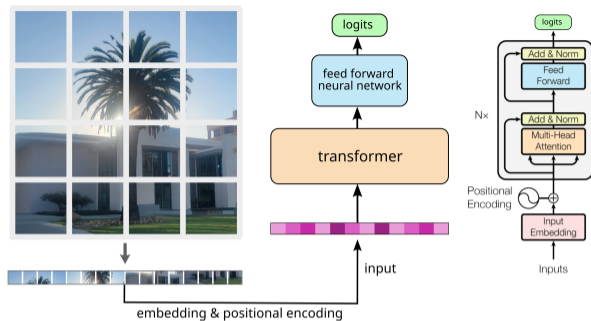 logits
feed forward
neural network
transformer
input
embedding & positional encoding
logits
Add & Norm
Feed
Forward
N×
Add & Norm
Multi-Head
Attention
Positional
Encoding
Input
Embedding
Inputs